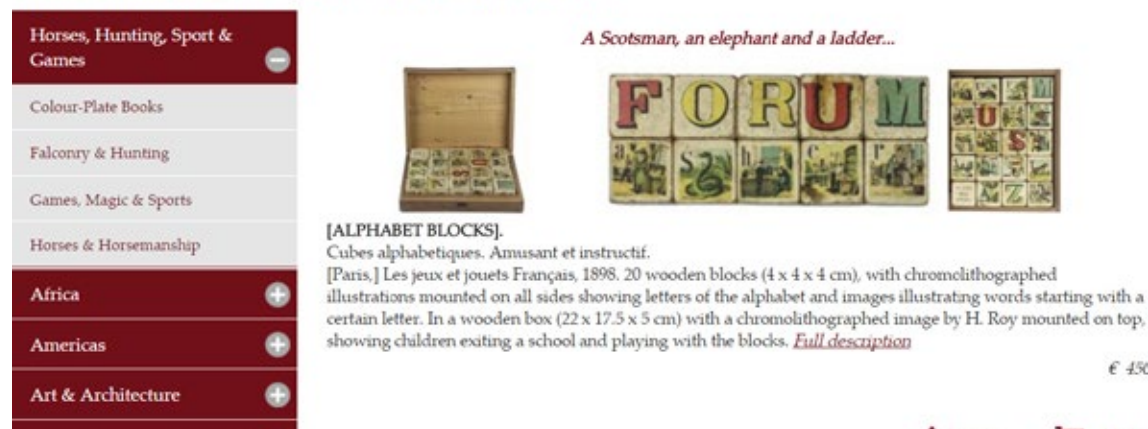 Horses, Hunting, Sport &
Games
Colour-Plate Books
Falconry & Hunting
Games, Magic & Sports
Horses & Horsemanship
Africa
Americas
Art & Architecture
A Scotsman, an elephant and a ladder...
FORUM
a s h e r
[ALPHABET BLOCKS].
Cubes alphabetiques. Amusant et instructif.
[Paris,] Les jeux et jouets Français, 1898. 20 wooden blocks (4 x 4 x 4 cm), with chromolithographed
illustrations mounted on all sides showing letters of the alphabet and images illustrating words starting with a
certain letter. In a wooden box (22 x 17.5 x 5 cm) with a chromolithographed image by H. Roy mounted on top,
showing children exiting a school and playing with the blocks. Full description
€ 450